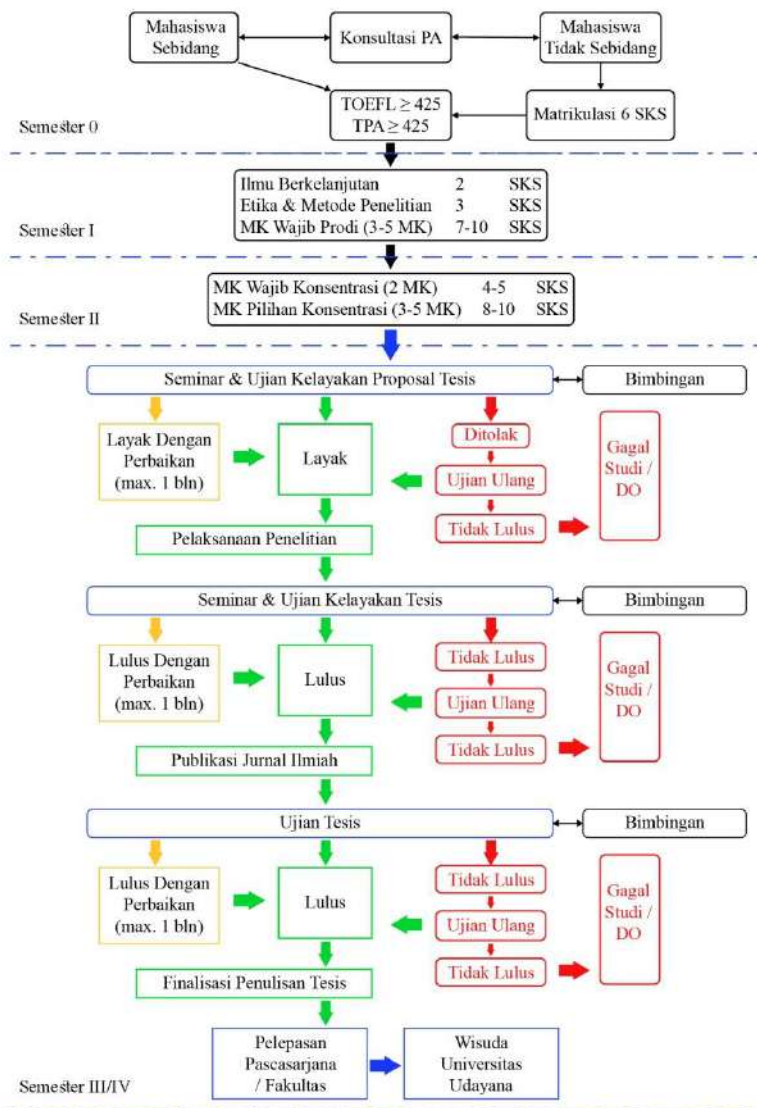 Mahasiswa
Sebidang
Konsultasi PA
Mahasiswa
Tidak Sebidang
TOEFL ≥ 425
TPA ≥ 425
Matrikulasi 6 SKS
Semester 0
Ilmu Berkelanjutan 2 SKS
Etika & Metode Penelitian 3 SKS
MK Wajib Prodi (3-5 MK) 7-10 SKS
Semester I
MK Wajib Konsentrasi (2 MK) 4-5 SKS
MK Pilihan Konsentrasi (3-5 MK) 8-10 SKS
Semester II
Seminar & Ujian Kelayakan Proposal Tesis
Bimbingan
Layak Dengan
Perbaikan
(max. 1 bln)
Layak
Ditolak
Ujian Ulang
Tidak Lulus
Gagal
Studi /
DO
Pelaksanaan Penelitian
Seminar & Ujian Kelayakan Tesis
Bimbingan
Lulus Dengan
Perbaikan
(max. 1 bln)
Lulus
Tidak Lulus
Ujian Ulang
Tidak Lulus
Gagal
Studi /
DO
Publikasi Jurnal Ilmiah
Ujian Tesis
Bimbingan
Lulus Dengan
Perbaikan
(max. 1 bln)
Lulus
Tidak Lulus
Ujian Ulang
Tidak Lulus
Gagal
Studi /
DO
Finalisasi Penulisan Tesis
Pelepasan
Pascasarjana
/ Fakultas
Wisuda
Universitas
Udayana
Semester III/IV